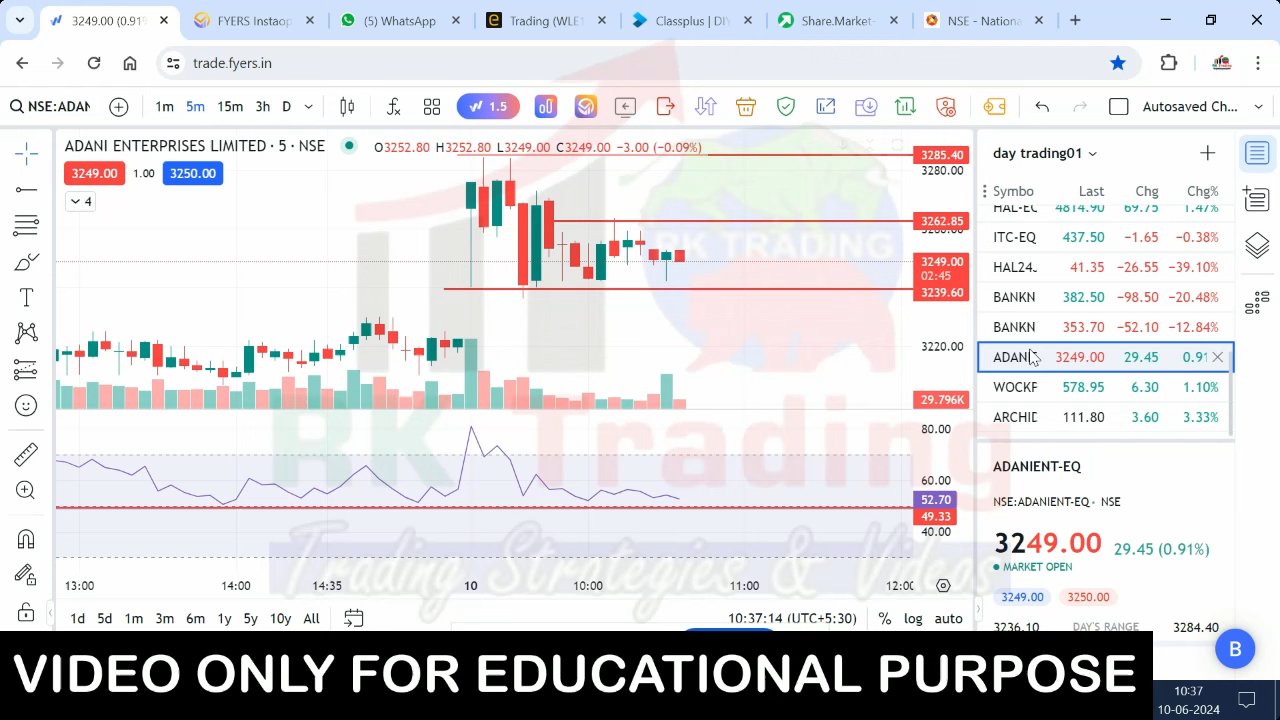 3249.00 (0.91
FYERS Instaop
(5) WhatsApp
Trading (WLE1
Classplus | DIY
Share.Market-
NSE - Nationa
trade.fyers.in
NSE:ADAN
1m 5m 15m 3h D
1.5
Autosaved Ch...
ADANI ENTERPRISES LIMITED · 5 · NSE
O3252.80 H3252.80 L3249.00 C3249.00 −3.00 (−0.09%)
3249.00 1.00 3250.00
4
3285.40
3280.00
3262.85
3249.00
02:45
3239.60
3220.00
29.796K
80.00
60.00
52.70
49.33
40.00
13:00 14:00 14:35 10 10:00 11:00 12:00
1d 5d 1m 3m 6m 1y 5y 10y All
10:37:14 (UTC+5:30) % log auto
day trading01
Symbo Last Chg Chg%
HAL-EC 4814.90 69.75 1.47%
ITC-EQ 437.50 −1.65 −0.38%
HAL24 41.35 −26.55 −39.10%
BANKN 382.50 −98.50 −20.48%
BANKN 353.70 −52.10 −12.84%
ADANI 3249.00 29.45 0.91
WOCKP 578.95 6.30 1.10%
ARCHIE 111.80 3.60 3.33%
ADANIENT-EQ
NSE:ADANIENT-EQ · NSE
3249.00 29.45 (0.91%)
MARKET OPEN
3249.00 3250.00
3236.10 DAY'S RANGE 3284.40
B
RK Trading
RK TRADING
Trading Strategies & Videos
VIDEO ONLY FOR EDUCATIONAL PURPOSE
10:37
10-06-2024